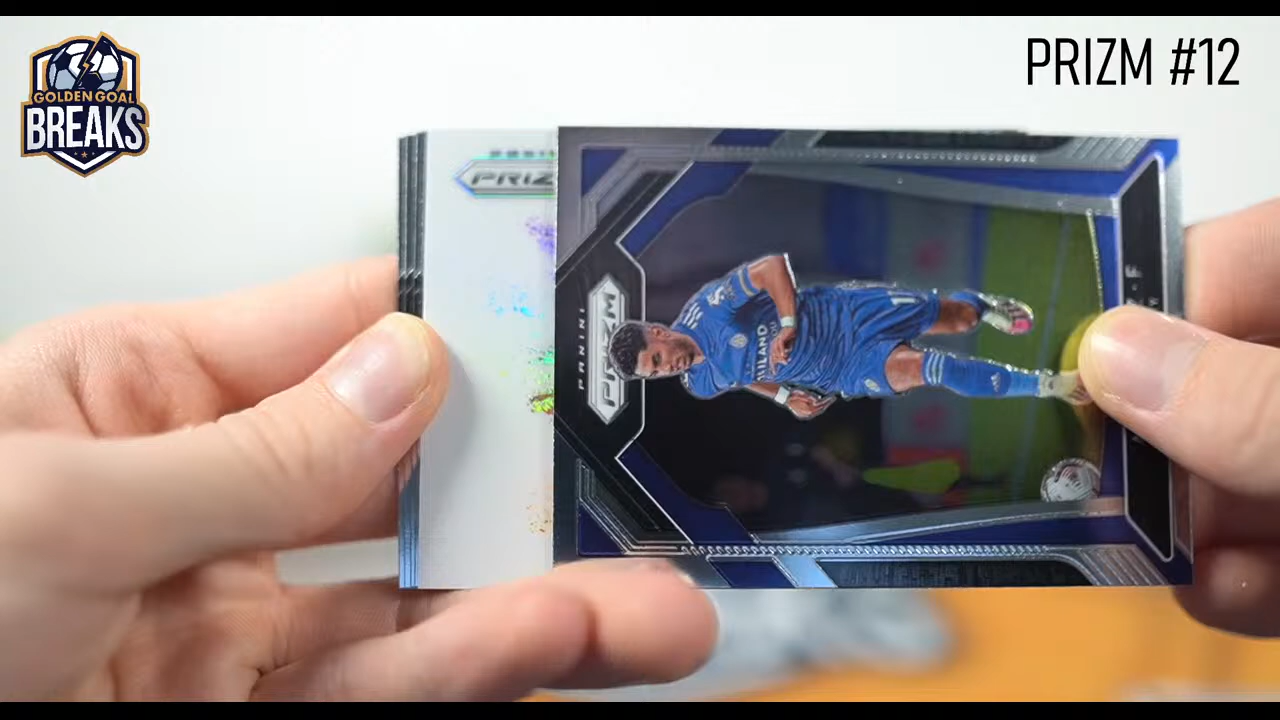 GOLDEN GOAL
BREAKS
PRIZM #12
PRIZ
PANINI
PRIZM